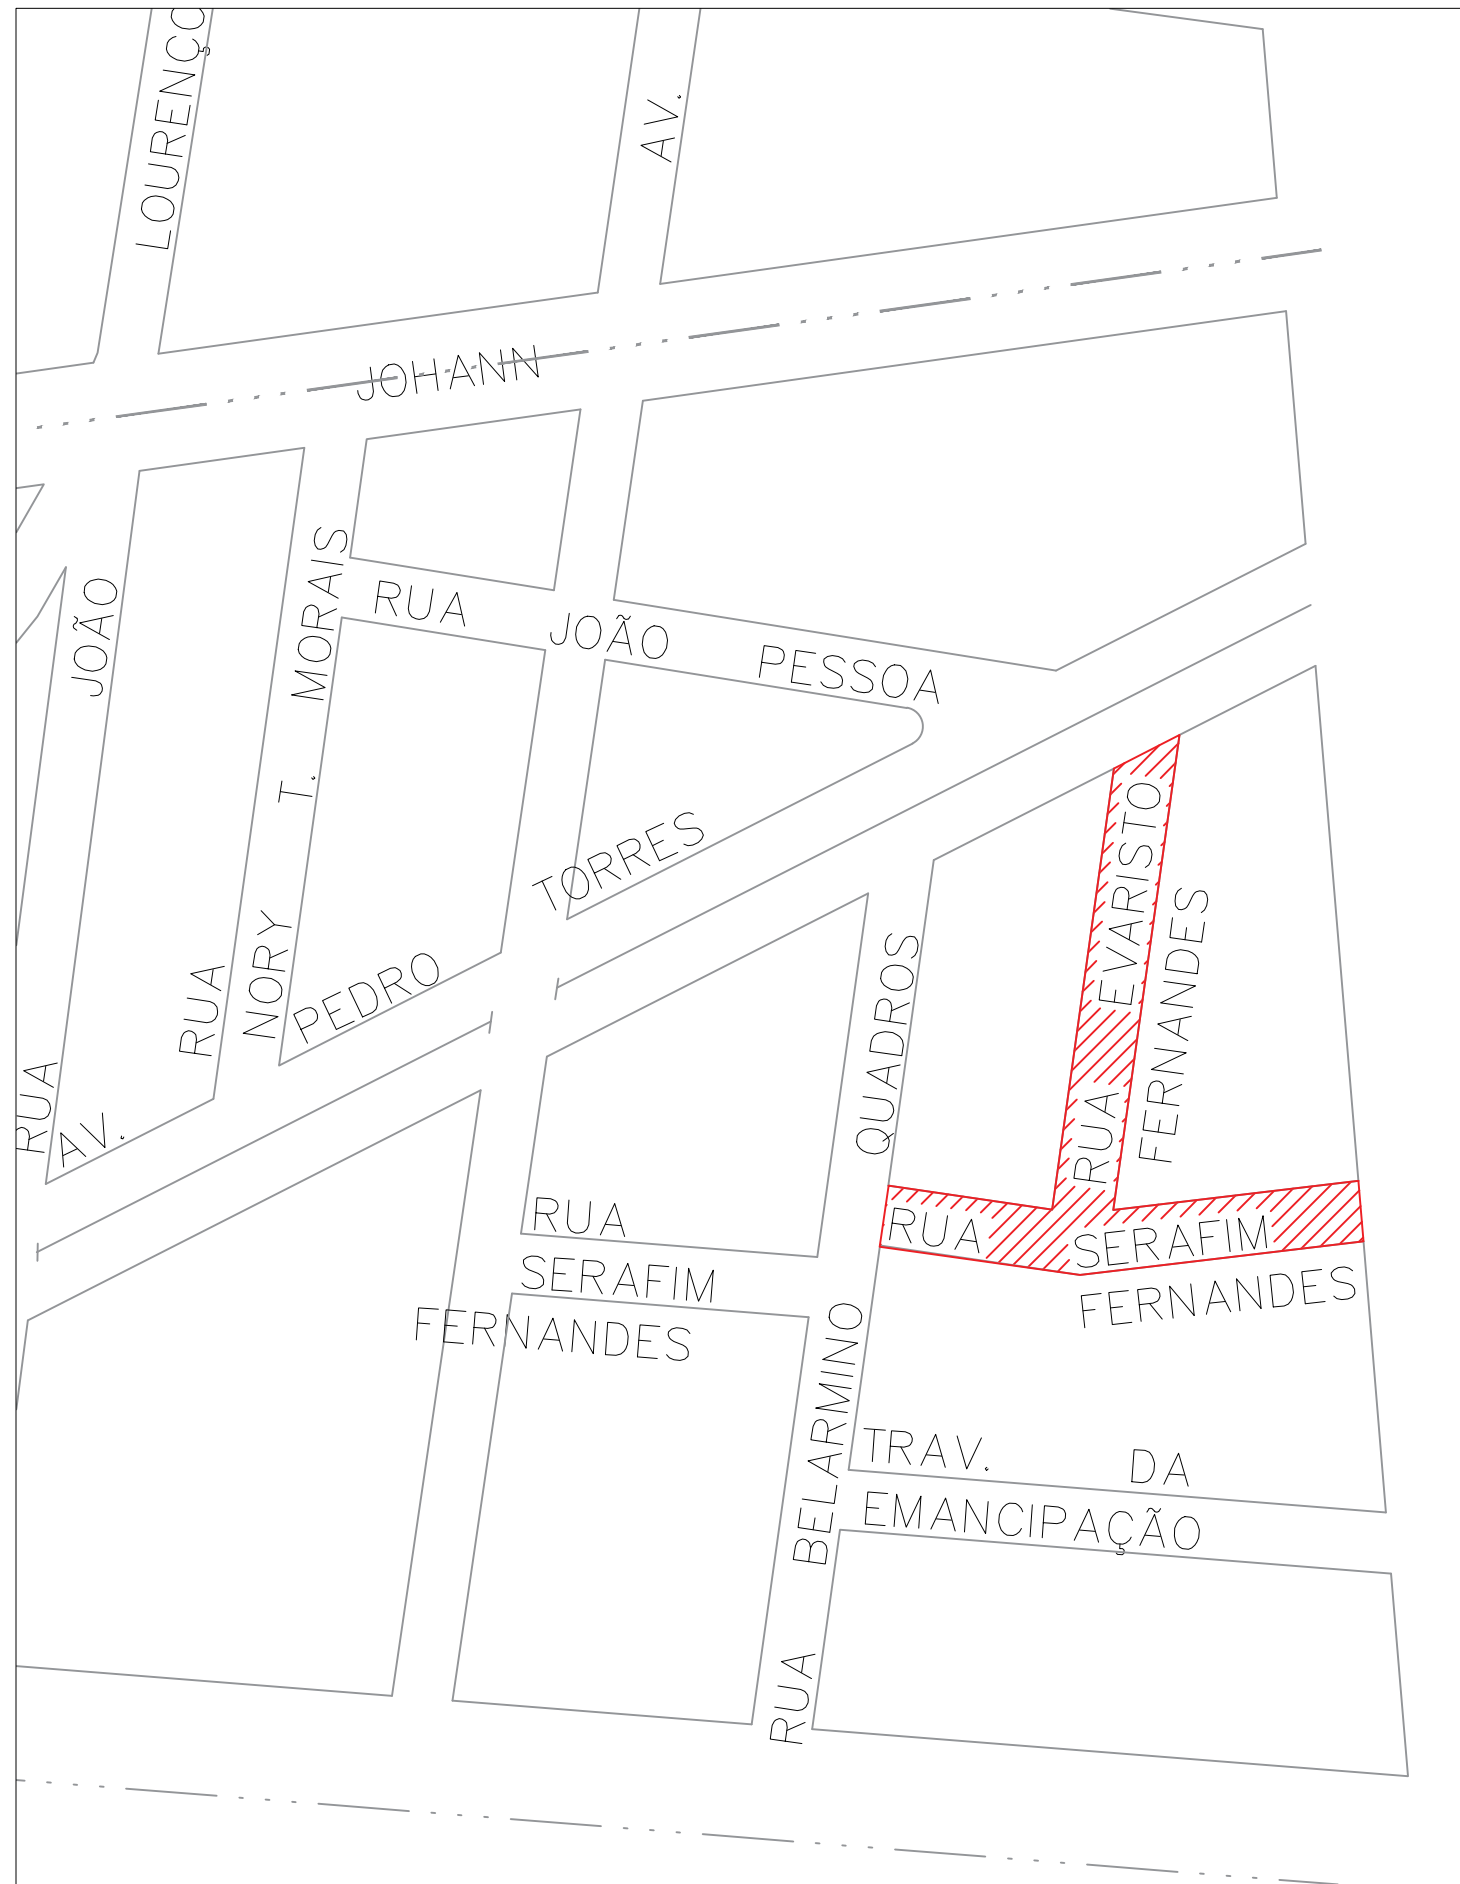 LOURENÇO
AV.
JOHANN
RUA JOÃO PESSOA
RUA JOÃO
RUA NORY T. MORAIS
AV. PEDRO TORRES
RUA EVARISTO
FERNANDES
RUA BELARMINO QUADROS
RUA
SERAFIM
FERNANDES
RUA SERAFIM
FERNANDES
TRAV. DA
EMANCIPAÇÃO